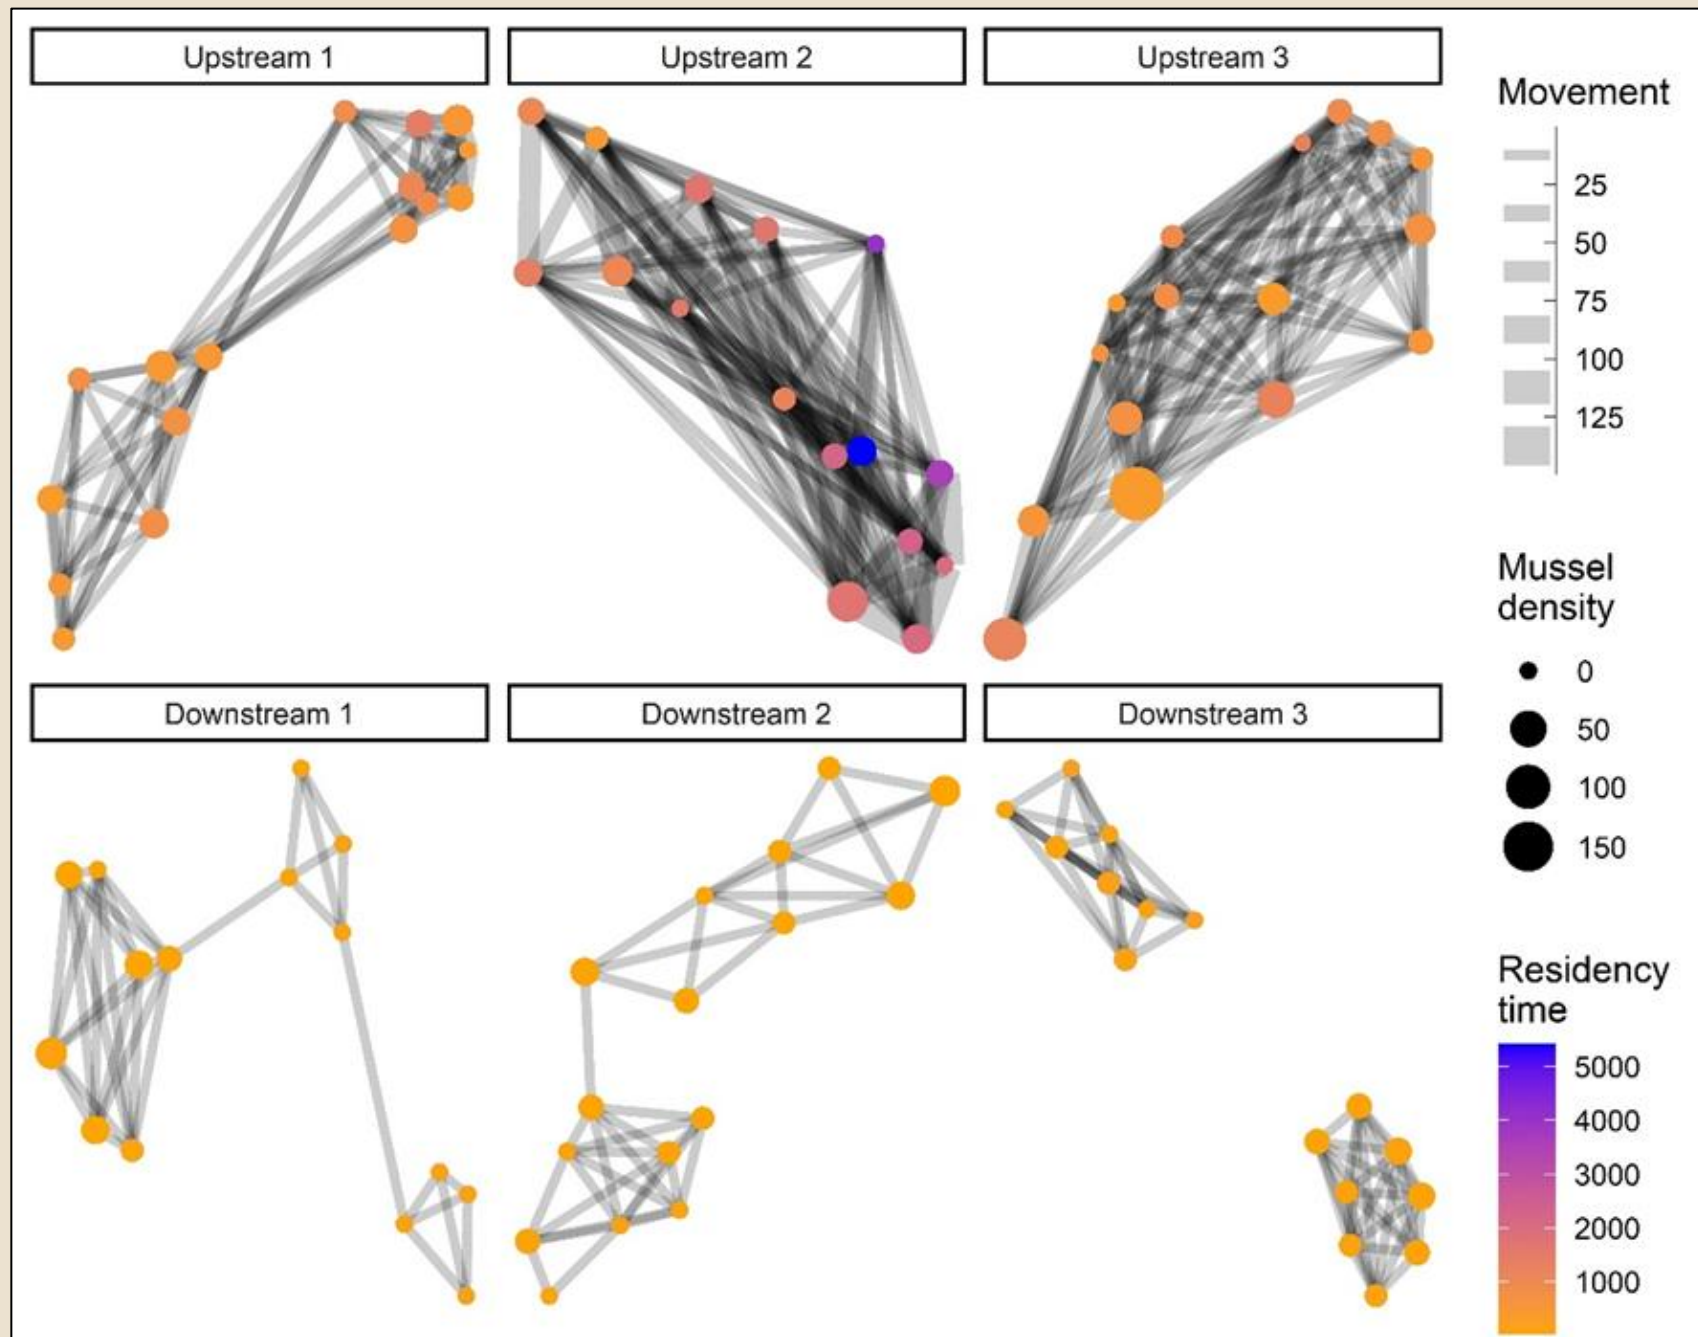 Upstream 1
Upstream 2
Upstream 3
Movement
25
50
75
100
125
Mussel
density
0
50
100
150
Downstream 1
Downstream 2
Downstream 3
Residency
time
5000
4000
3000
2000
1000